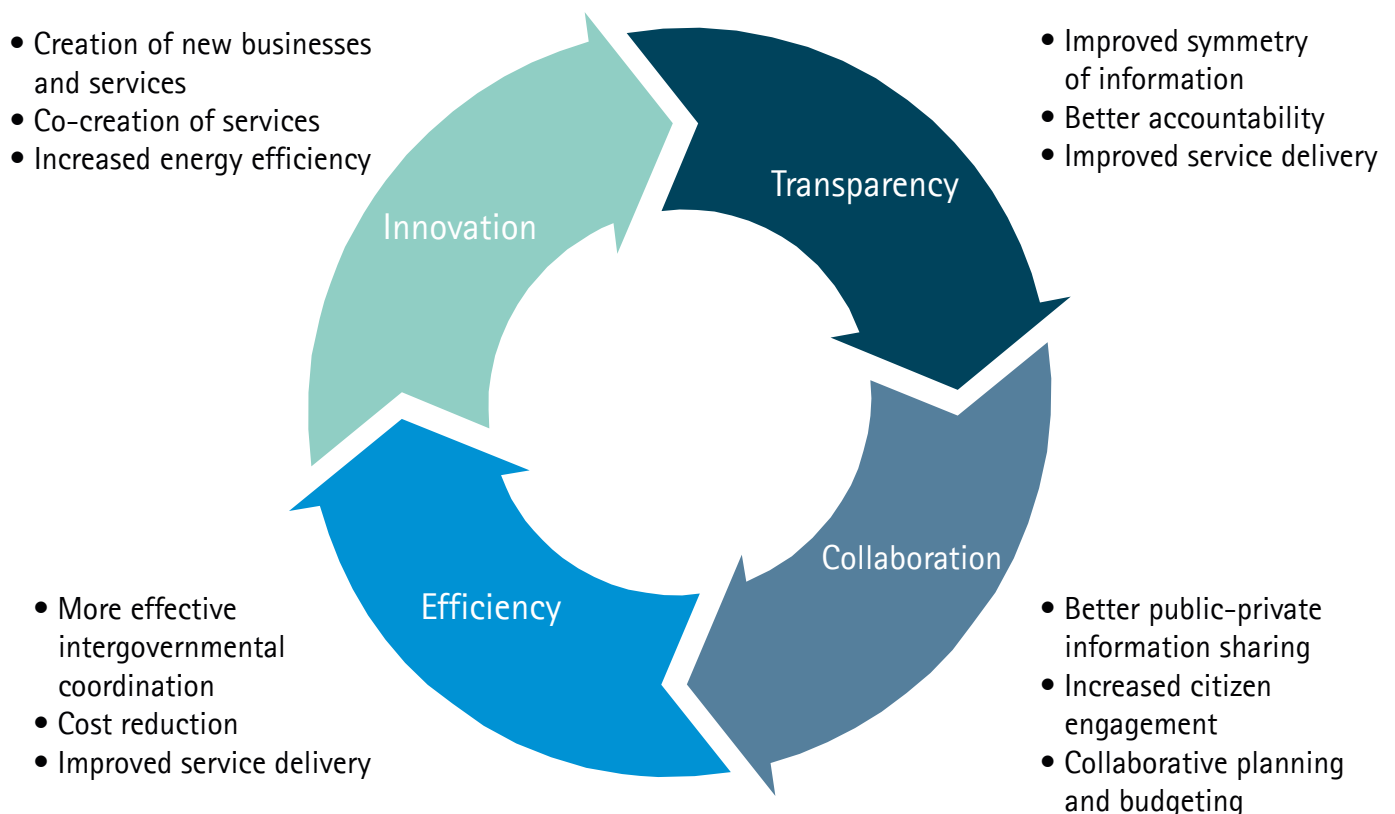 • Creation of new businesses
and services
• Co-creation of services
• Increased energy efficiency
• Improved symmetry
of information
• Better accountability
• Improved service delivery
Transparency
Innovation
Collaboration
Efficiency
• More effective
intergovernmental
coordination
• Cost reduction
• Improved service delivery
• Better public-private
information sharing
• Increased citizen
engagement
• Collaborative planning
and budgeting